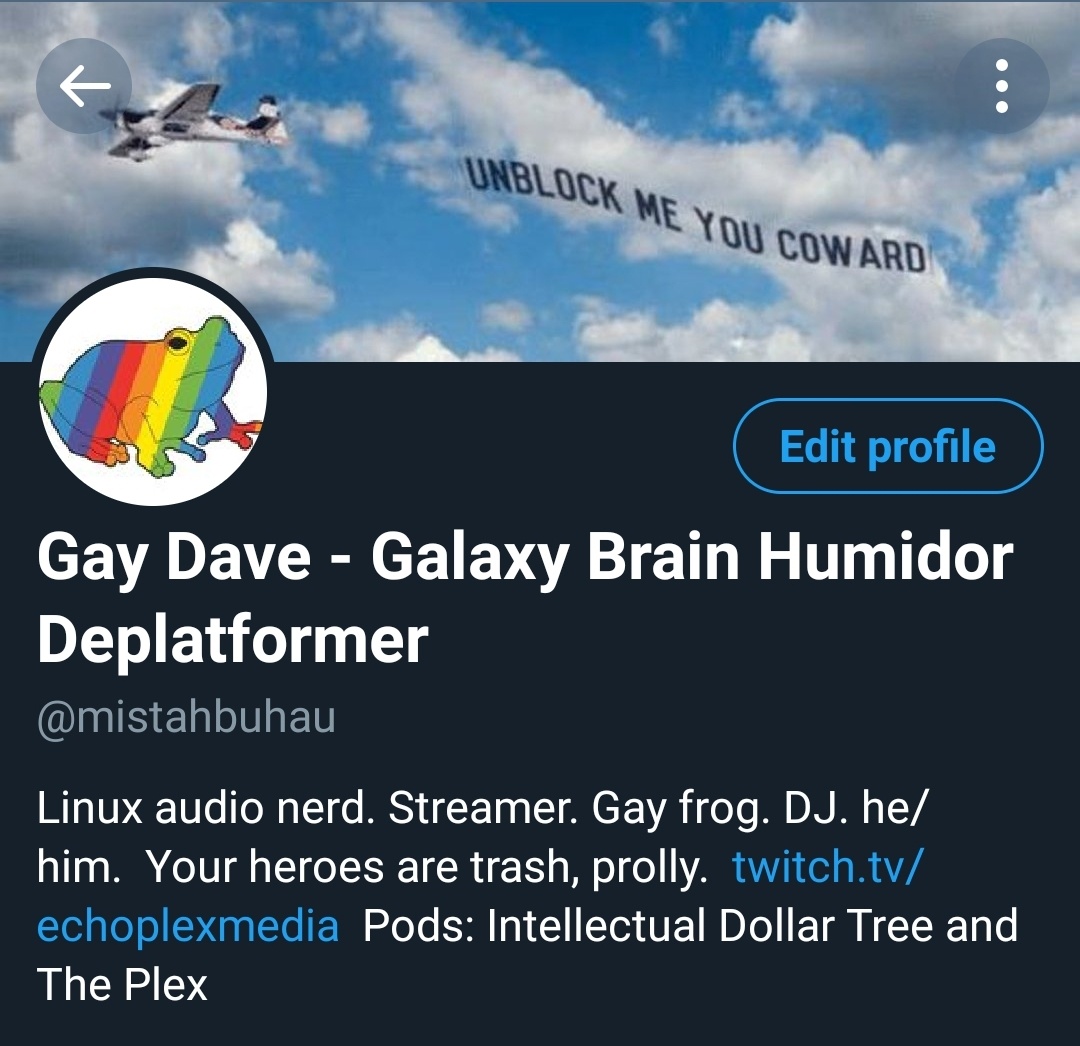 UNBLOCK ME YOU COWARD
Edit profile
Gay Dave - Galaxy Brain Humidor
Deplatformer
@mistahbuhau
Linux audio nerd. Streamer. Gay frog. DJ. he/
him.  Your heroes are trash, prolly.  twitch.tv/
echoplexmedia  Pods: Intellectual Dollar Tree and
The Plex